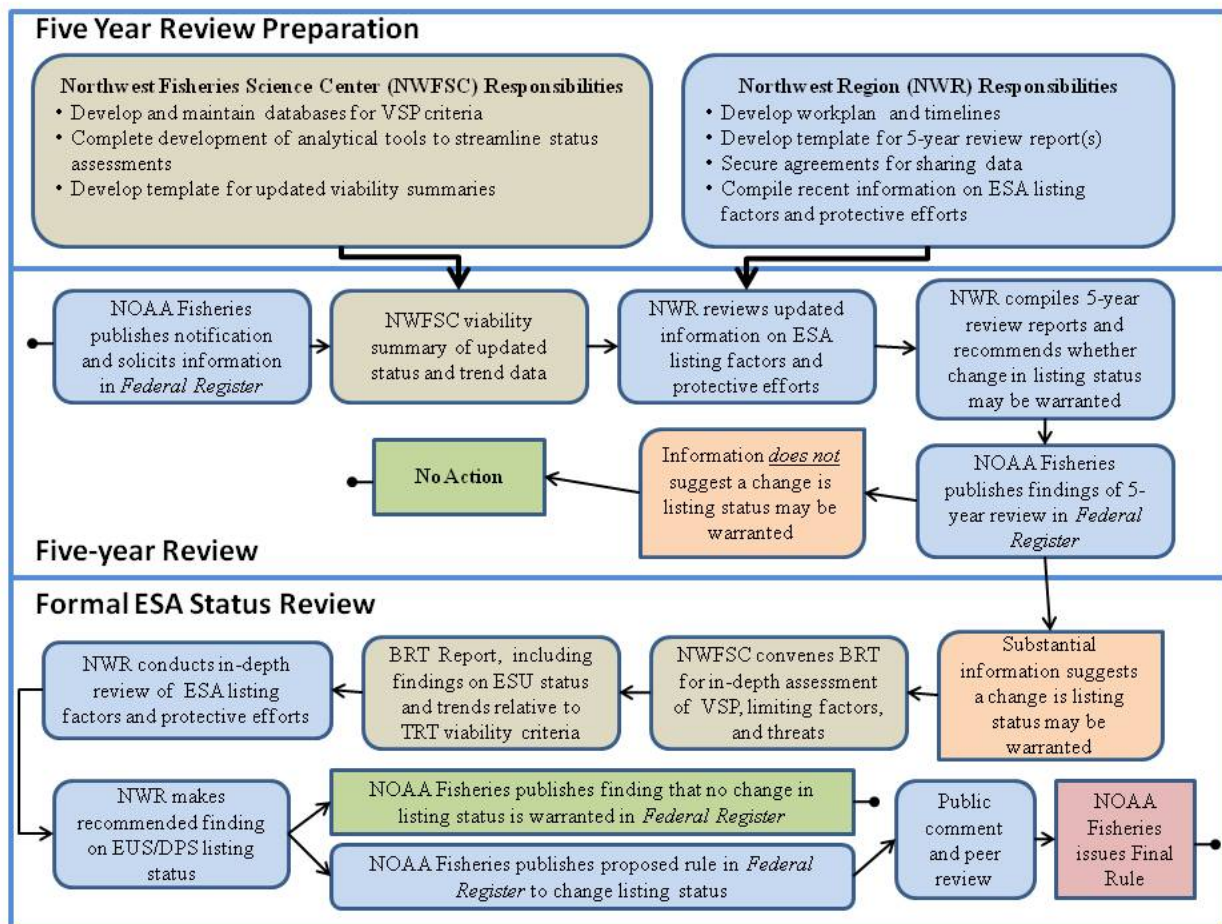 Five Year Review Preparation
Northwest Fisheries Science Center (NWFSC) Responsibilities
• Develop and maintain databases for VSP criteria
• Complete development of analytical tools to streamline status
assessments
• Develop template for updated viability summaries
Northwest Region (NWR) Responsibilities
• Develop workplan and timelines
• Develop template for 5-year review report(s)
• Secure agreements for sharing data
• Compile recent information on ESA listing
factors and protective efforts
NOAA Fisheries
publishes notification
and solicits information
in Federal Register
NWFSC viability
summary of updated
status and trend data
NWR reviews updated
information on ESA
listing factors and
protective efforts
NWR compiles 5-year
review reports and
recommends whether
change in listing status
may be warranted
No Action
Information does not
suggest a change is
listing status may be
warranted
NOAA Fisheries
publishes findings of 5-
year review in Federal
Register
Five-year Review
Formal ESA Status Review
NWR conducts in-depth
review of ESA listing
factors and protective efforts
BRT Report, including
findings on ESU status
and trends relative to
TRT viability criteria
NWFSC convenes BRT
for in-depth assessment
of VSP, limiting factors,
and threats
Substantial
information suggests
a change is listing
status may be
warranted
NWR makes
recommended finding
on EUS/DPS listing
status
NOAA Fisheries publishes finding that no change in
listing status is warranted in Federal Register
NOAA Fisheries publishes proposed rule in Federal
Register to change listing status
Public
comment
and peer
review
NOAA
Fisheries
issues Final
Rule